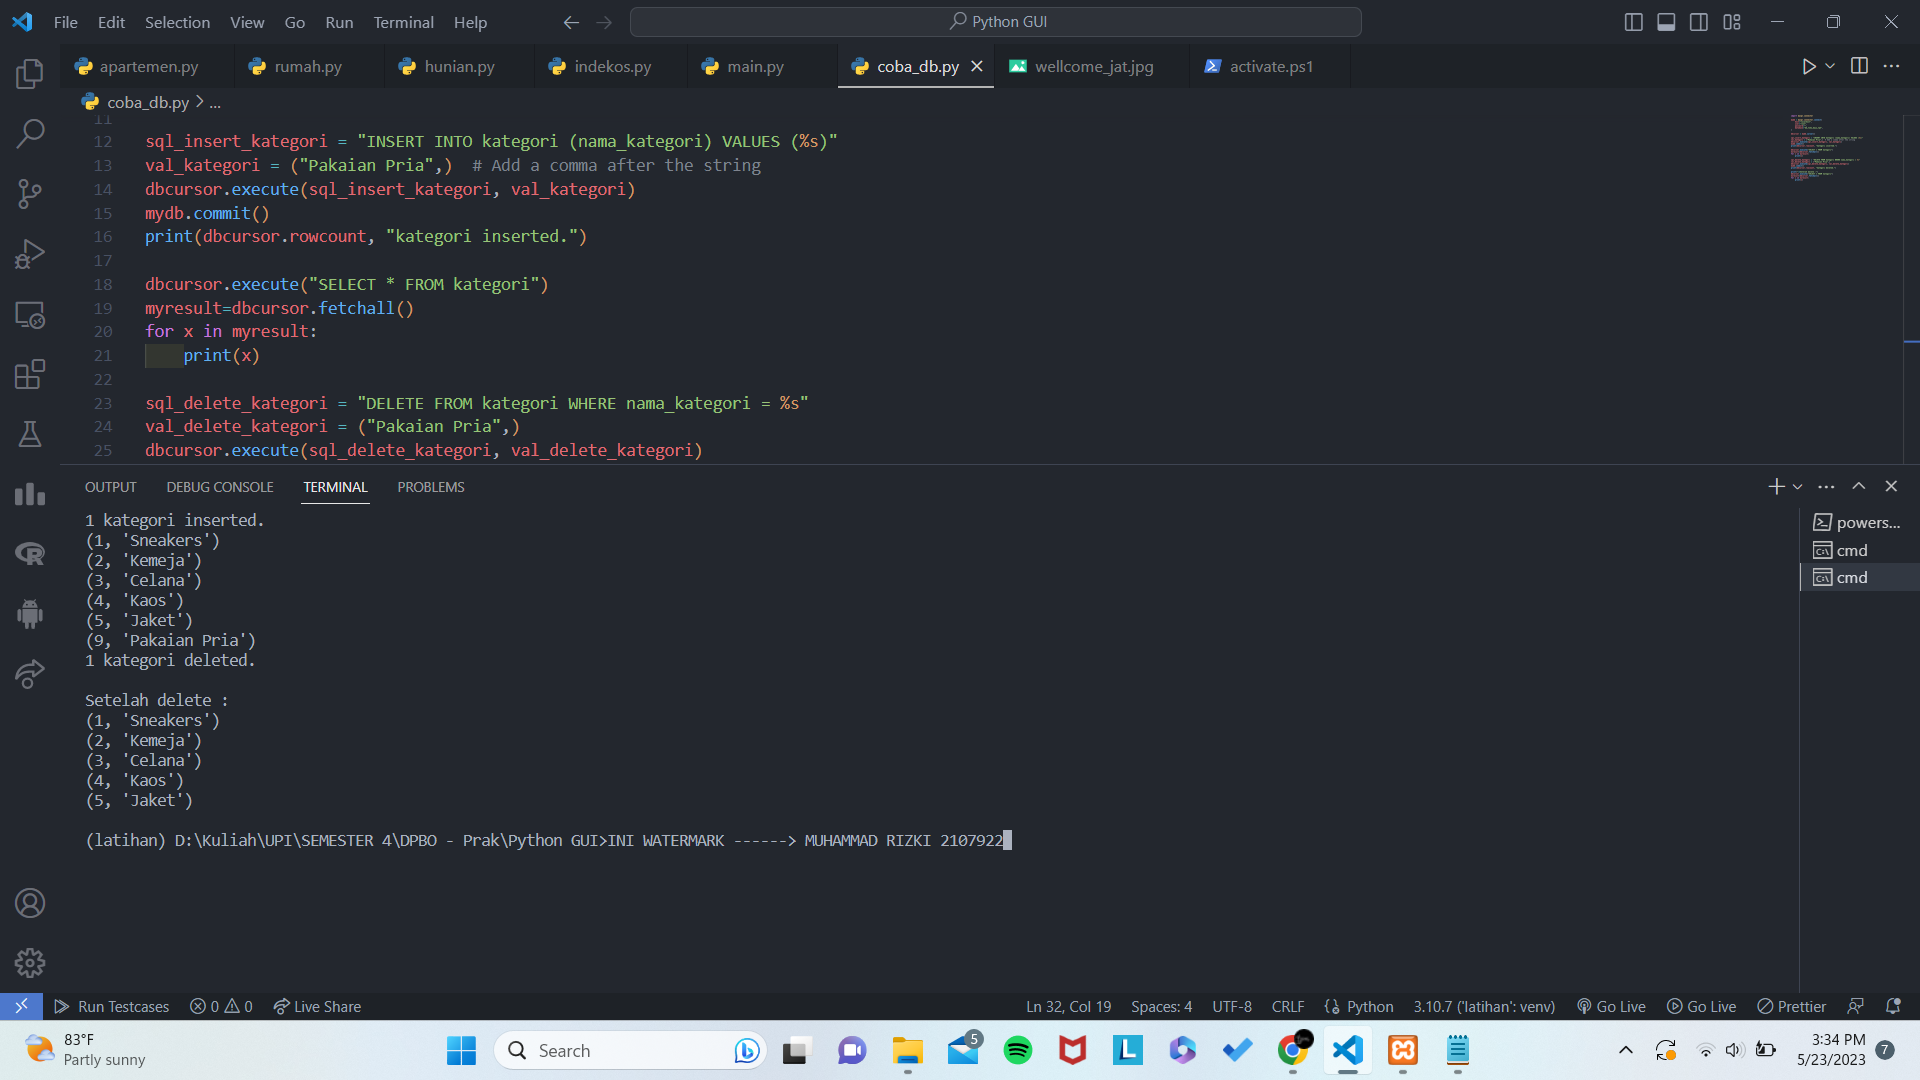 File Edit Selection View Go Run Terminal Help Python GUI
apartemen.py rumah.py hunian.py indekos.py main.py coba_db.py wellcome_jat.jpg activate.ps1
coba_db.py > ...
11
12 sql_insert_kategori = "INSERT INTO kategori (nama_kategori) VALUES (%s)"
13 val_kategori = ("Pakaian Pria",)  # Add a comma after the string
14 dbcursor.execute(sql_insert_kategori, val_kategori)
15 mydb.commit()
16 print(dbcursor.rowcount, "kategori inserted.")
17
18 dbcursor.execute("SELECT * FROM kategori")
19 myresult=dbcursor.fetchall()
20 for x in myresult:
21     print(x)
22
23 sql_delete_kategori = "DELETE FROM kategori WHERE nama_kategori = %s"
24 val_delete_kategori = ("Pakaian Pria",)
25 dbcursor.execute(sql_delete_kategori, val_delete_kategori)
OUTPUT DEBUG CONSOLE TERMINAL PROBLEMS
1 kategori inserted.
(1, 'Sneakers')
(2, 'Kemeja')
(3, 'Celana')
(4, 'Kaos')
(5, 'Jaket')
(9, 'Pakaian Pria')
1 kategori deleted.
Setelah delete :
(1, 'Sneakers')
(2, 'Kemeja')
(3, 'Celana')
(4, 'Kaos')
(5, 'Jaket')
(latihan) D:\Kuliah\UPI\SEMESTER 4\DPBO - Prak\Python GUI>INI WATERMARK ------> MUHAMMAD RIZKI 2107922
powers...
cmd
cmd
Run Testcases 0 0 Live Share Ln 32, Col 19 Spaces: 4 UTF-8 CRLF Python 3.10.7 ('latihan': venv) Go Live Go Live Prettier
83°F
Partly sunny
Search
5
3:34 PM
5/23/2023
7